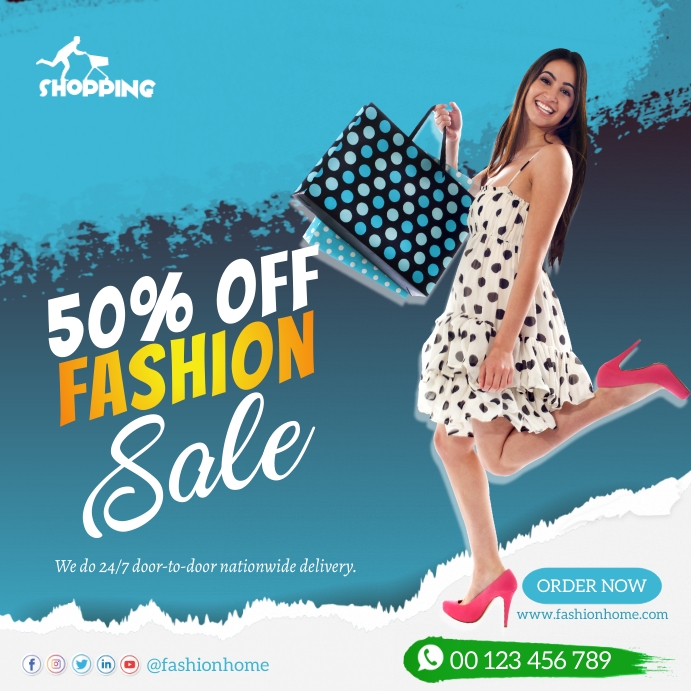 SHOPPING
50% OFF
FASHION
Sale
We do 24/7 door-to-door nationwide delivery.
ORDER NOW
www.fashionhome.com
@fashionhome
00 123 456 789